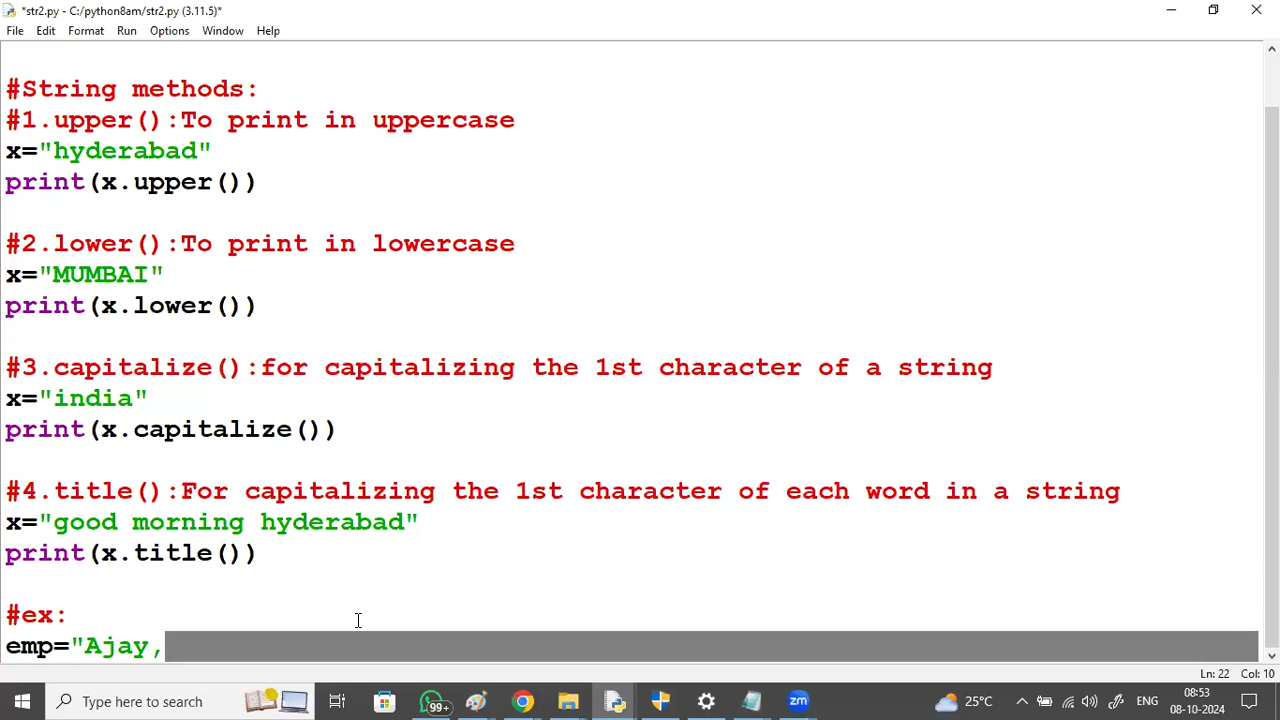 *str2.py - C:/python8am/str2.py (3.11.5)*
File Edit Format Run Options Window Help
#String methods:
#1.upper():To print in uppercase
x="hyderabad"
print(x.upper())
#2.lower():To print in lowercase
x="MUMBAI"
print(x.lower())
#3.capitalize():for capitalizing the 1st character of a string
x="india"
print(x.capitalize())
#4.title():For capitalizing the 1st character of each word in a string
x="good morning hyderabad"
print(x.title())
#ex:
emp="Ajay,
Ln: 22 Col: 10
Type here to search
99+
zm
25°C
ENG
08:53
08-10-2024